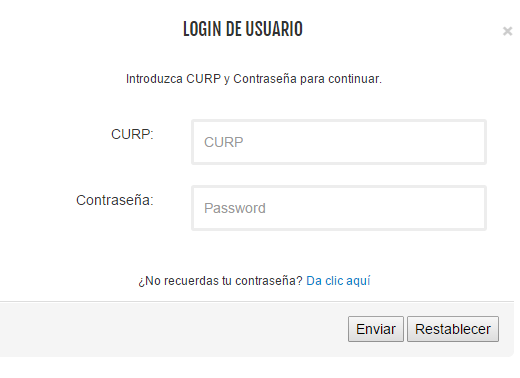 LOGIN DE USUARIO
×
Introduzca CURP y Contraseña para continuar.
CURP: CURP
Contraseña: Password
¿No recuerdas tu contraseña? Da clic aquí
Enviar Restablecer